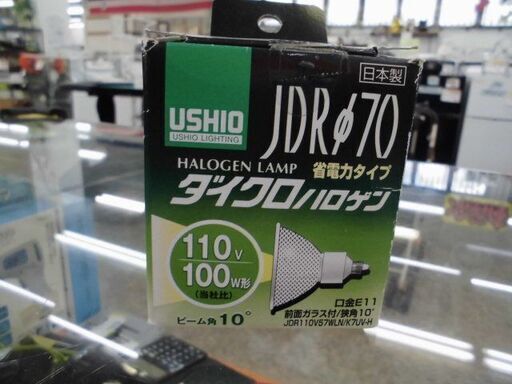 日本製
USHIO
USHIO LIGHTING
JDRφ70
HALOGEN LAMP
省電力タイプ
ダイクロハロゲン
110V
100W形
(当社比)
ビーム角10°
口金E11
前面ガラス付/狭角10°
JDR110V57WLN/K7UV-H